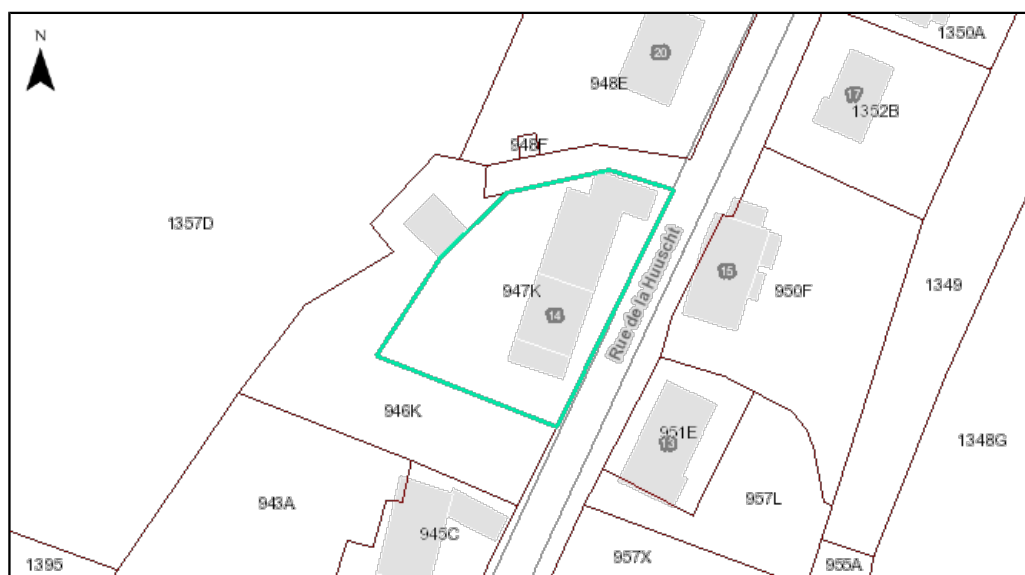 N
1350A
20
948E
17
1352B
948F
1357D
Rue de la Huuscht
15
950F
1349
947K
14
946K
951E
13
1348G
943A
957L
945C
1395
957X
955A